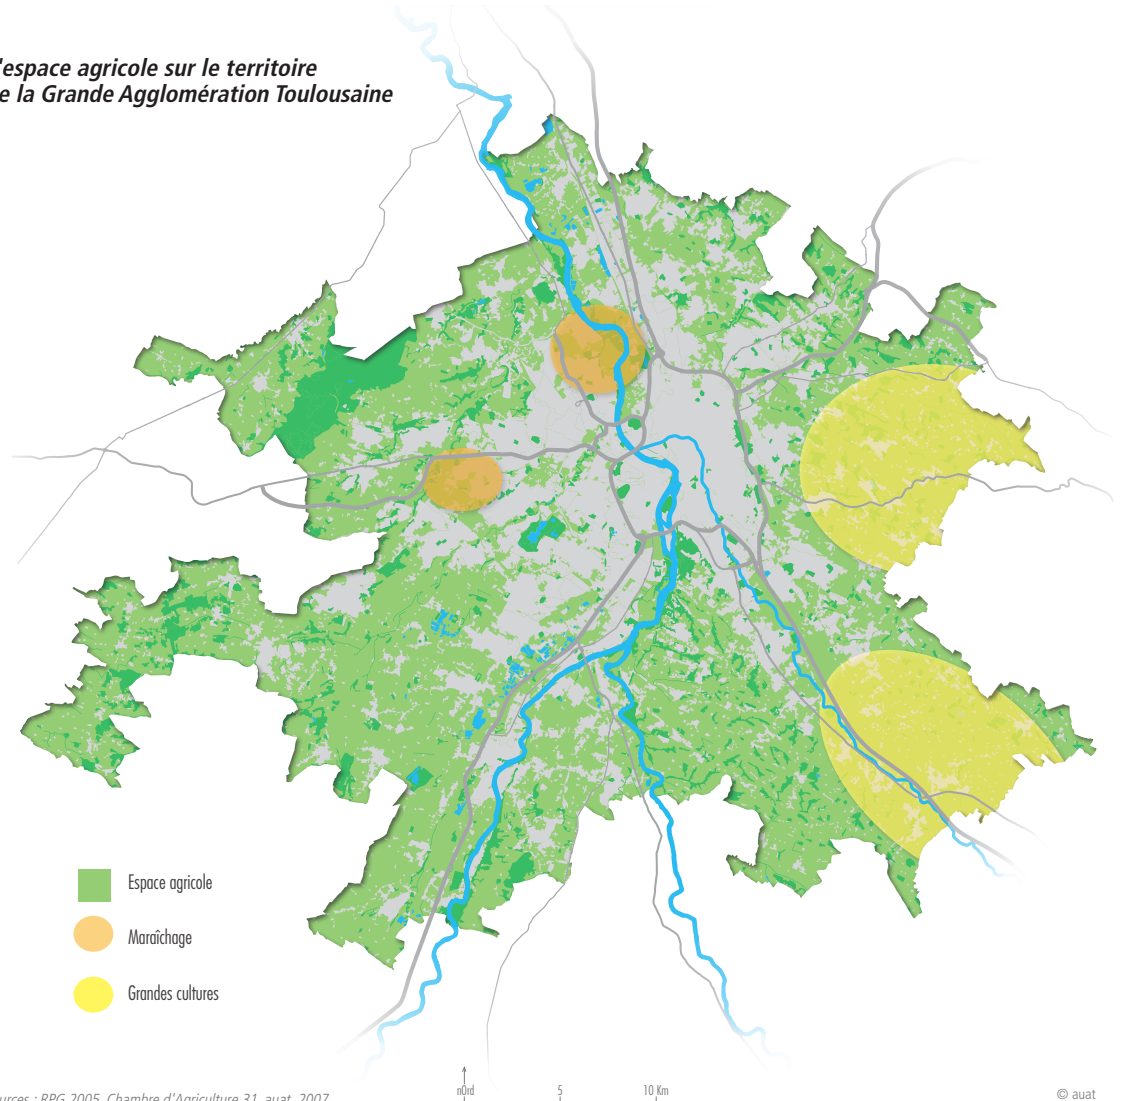 'espace agricole sur le territoire
e la Grande Agglomération Toulousaine
Espace agricole
Maraîchage
Grandes cultures
urces : RPG 2005, Chambre d'Agriculture 31, auat, 2007
n0rd 5 10 Km
© auat